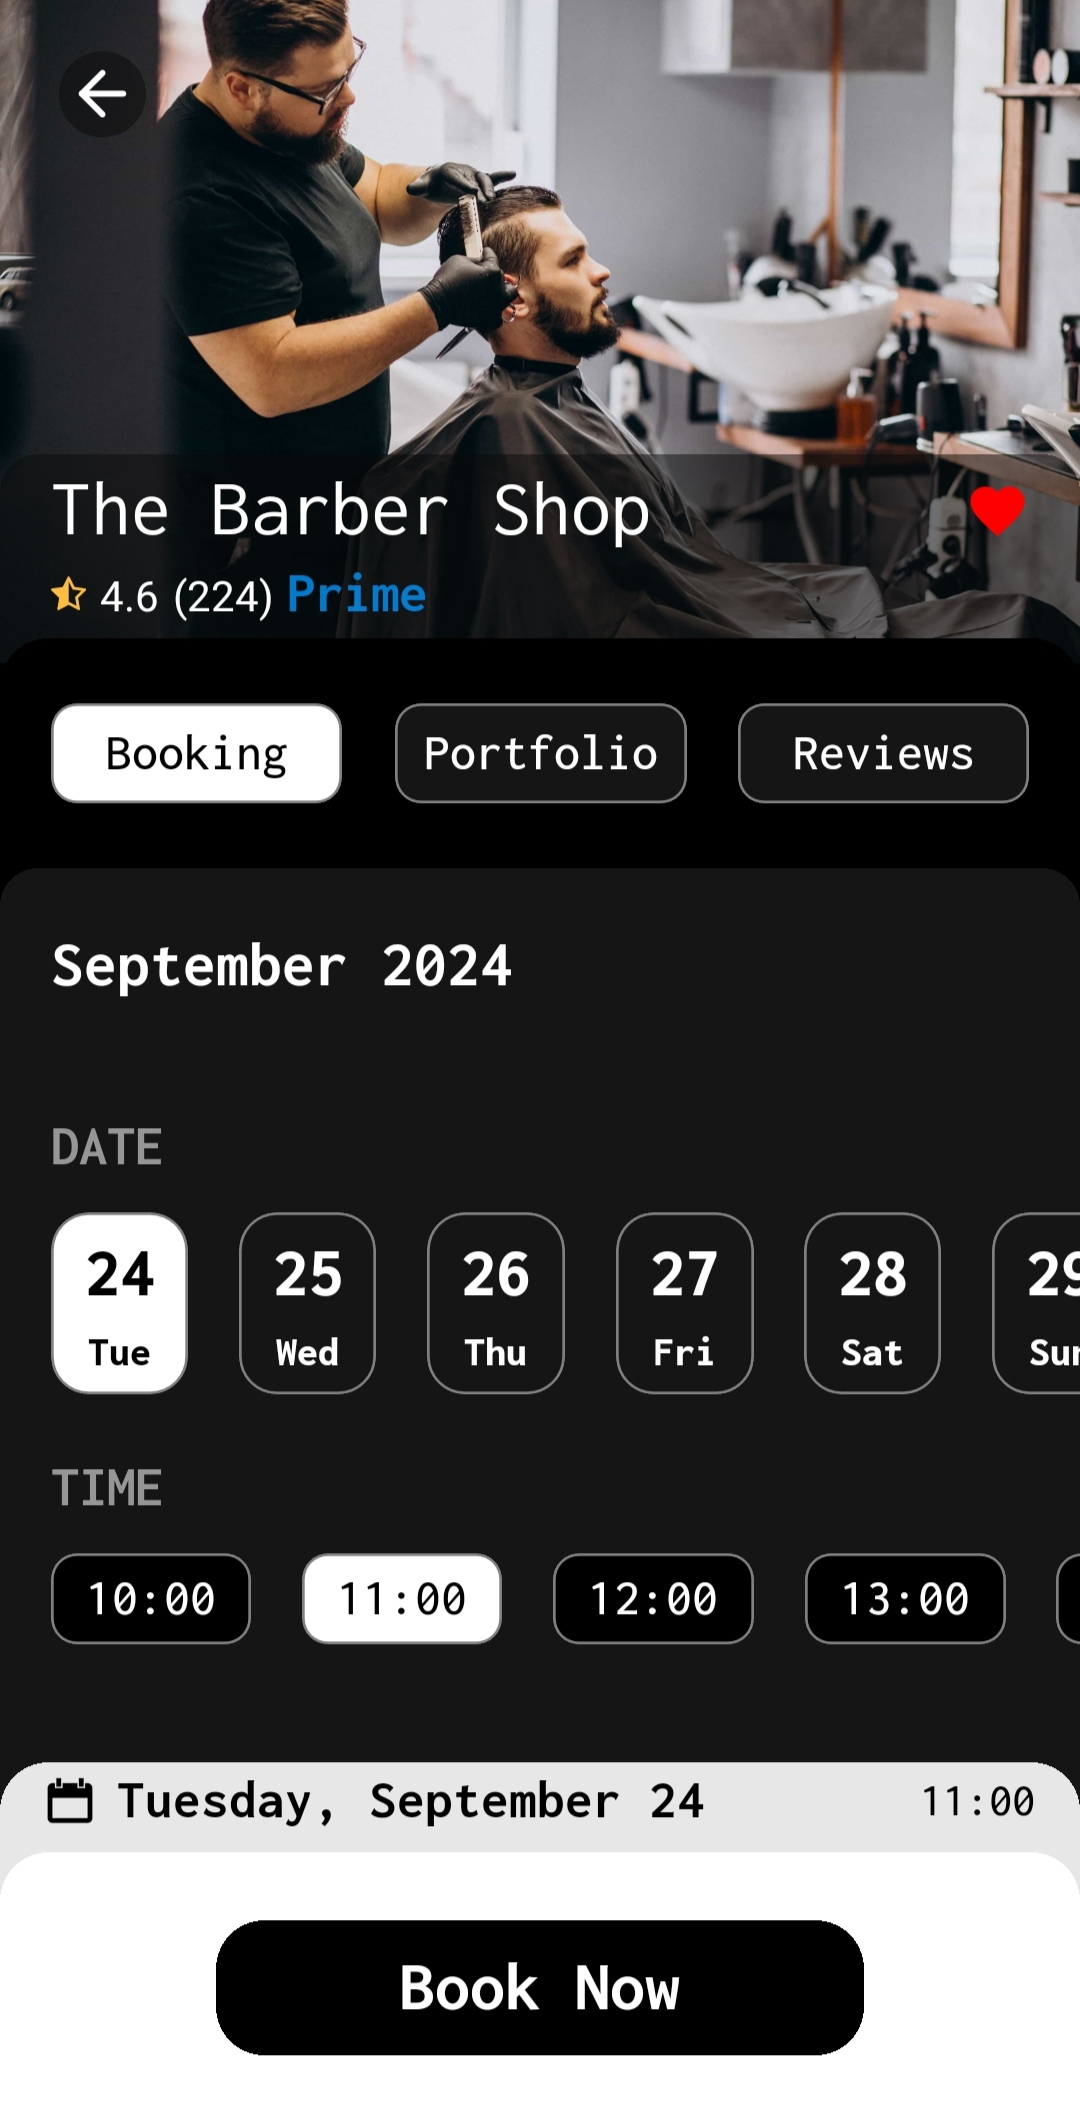 The Barber Shop
4.6 (224) Prime
Booking Portfolio Reviews
September 2024
DATE
24 25 26 27 28 29
Tue Wed Thu Fri Sat Sun
TIME
10:00 11:00 12:00 13:00
Tuesday, September 24 11:00
Book Now